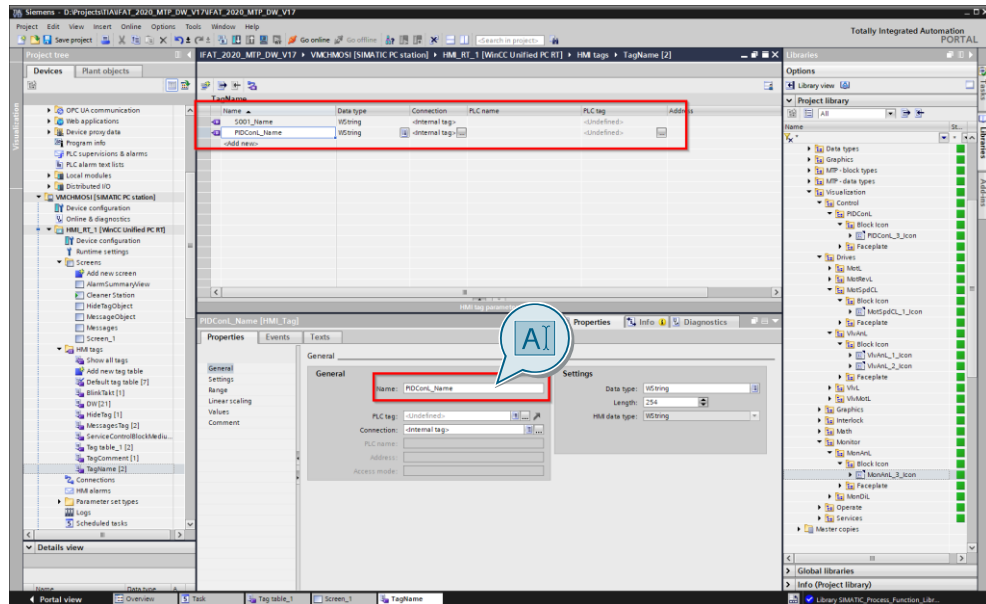 Siemens - D:\Projects\TIA\IFAT_2020_MTP_DW_V17\IFAT_2020_MTP_DW_V17
Project Edit View Insert Online Options Tools Window Help
Totally Integrated Automation
PORTAL
Save project Go online Go offline <Search in project>
Project tree
IFAT_2020_MTP_DW_V17 ▸ VMCHMOSI [SIMATIC PC station] ▸ HMI_RT_1 [WinCC Unified PC RT] ▸ HMI tags ▸ TagName [2]
Libraries
Devices Plant objects
Options
Library view
TagName
Project library
Name Data type Connection PLC name PLC tag Address
All
S001_Name WString <Internal tag> <Undefined>
PIDConL_Name WString <Internal tag> <Undefined>
<Add new>
Name St...
Visualization
OPC UA communication
Web applications
Device proxy data
Program info
PLC supervisions & alarms
PLC alarm text lists
Local modules
Distributed I/O
VMCHMOSI [SIMATIC PC station]
Device configuration
Online & diagnostics
HMI_RT_1 [WinCC Unified PC RT]
Device configuration
Runtime settings
Screens
Add new screen
AlarmSummaryView
Cleaner Station
HideTagObject
MessageObject
Messages
Screen_1
HMI tags
Show all tags
Add new tag table
Default tag table [7]
BlinkTakt [1]
DW [21]
HideTag [1]
MessagesTag [2]
ServiceControlBlockMediu...
Tag table_1 [2]
TagComment [1]
TagName [2]
Connections
HMI alarms
Parameter set types
Logs
Scheduled tasks
Details view
Name Data type
PIDConL_Name [HMI_Tag]
Properties Info Diagnostics
Properties Events Texts
General
Settings
Range
Linear scaling
Values
Comment
General
General
Name: PIDConL_Name
PLC tag: <Undefined>
Connection: <Internal tag>
PLC name:
Address:
Access mode:
Settings
Data type: WString
Length: 254
HMI data type: WString
A
Data types
Graphics
MTP - block types
MTP - data types
Visualization
Control
PIDConL
Block Icon
PIDConL_3_Icon
Faceplate
Drives
MotL
MotRevL
MotSpdCL
Block Icon
MotSpdCL_1_Icon
Faceplate
VlvAnL
Block Icon
VlvAnL_1_Icon
VlvAnL_2_Icon
Faceplate
VlvL
VlvMotL
Graphics
Interlock
Math
Monitor
MonAnL
Block Icon
MonAnL_3_Icon
Faceplate
MonDiL
Operate
Services
Master copies
Global libraries
Info (Project library)
Tasks
Libraries
Add-ins
Portal view Overview Task Tag table_1 Screen_1 TagName
Library SIMATIC_Process_Function_Libr...